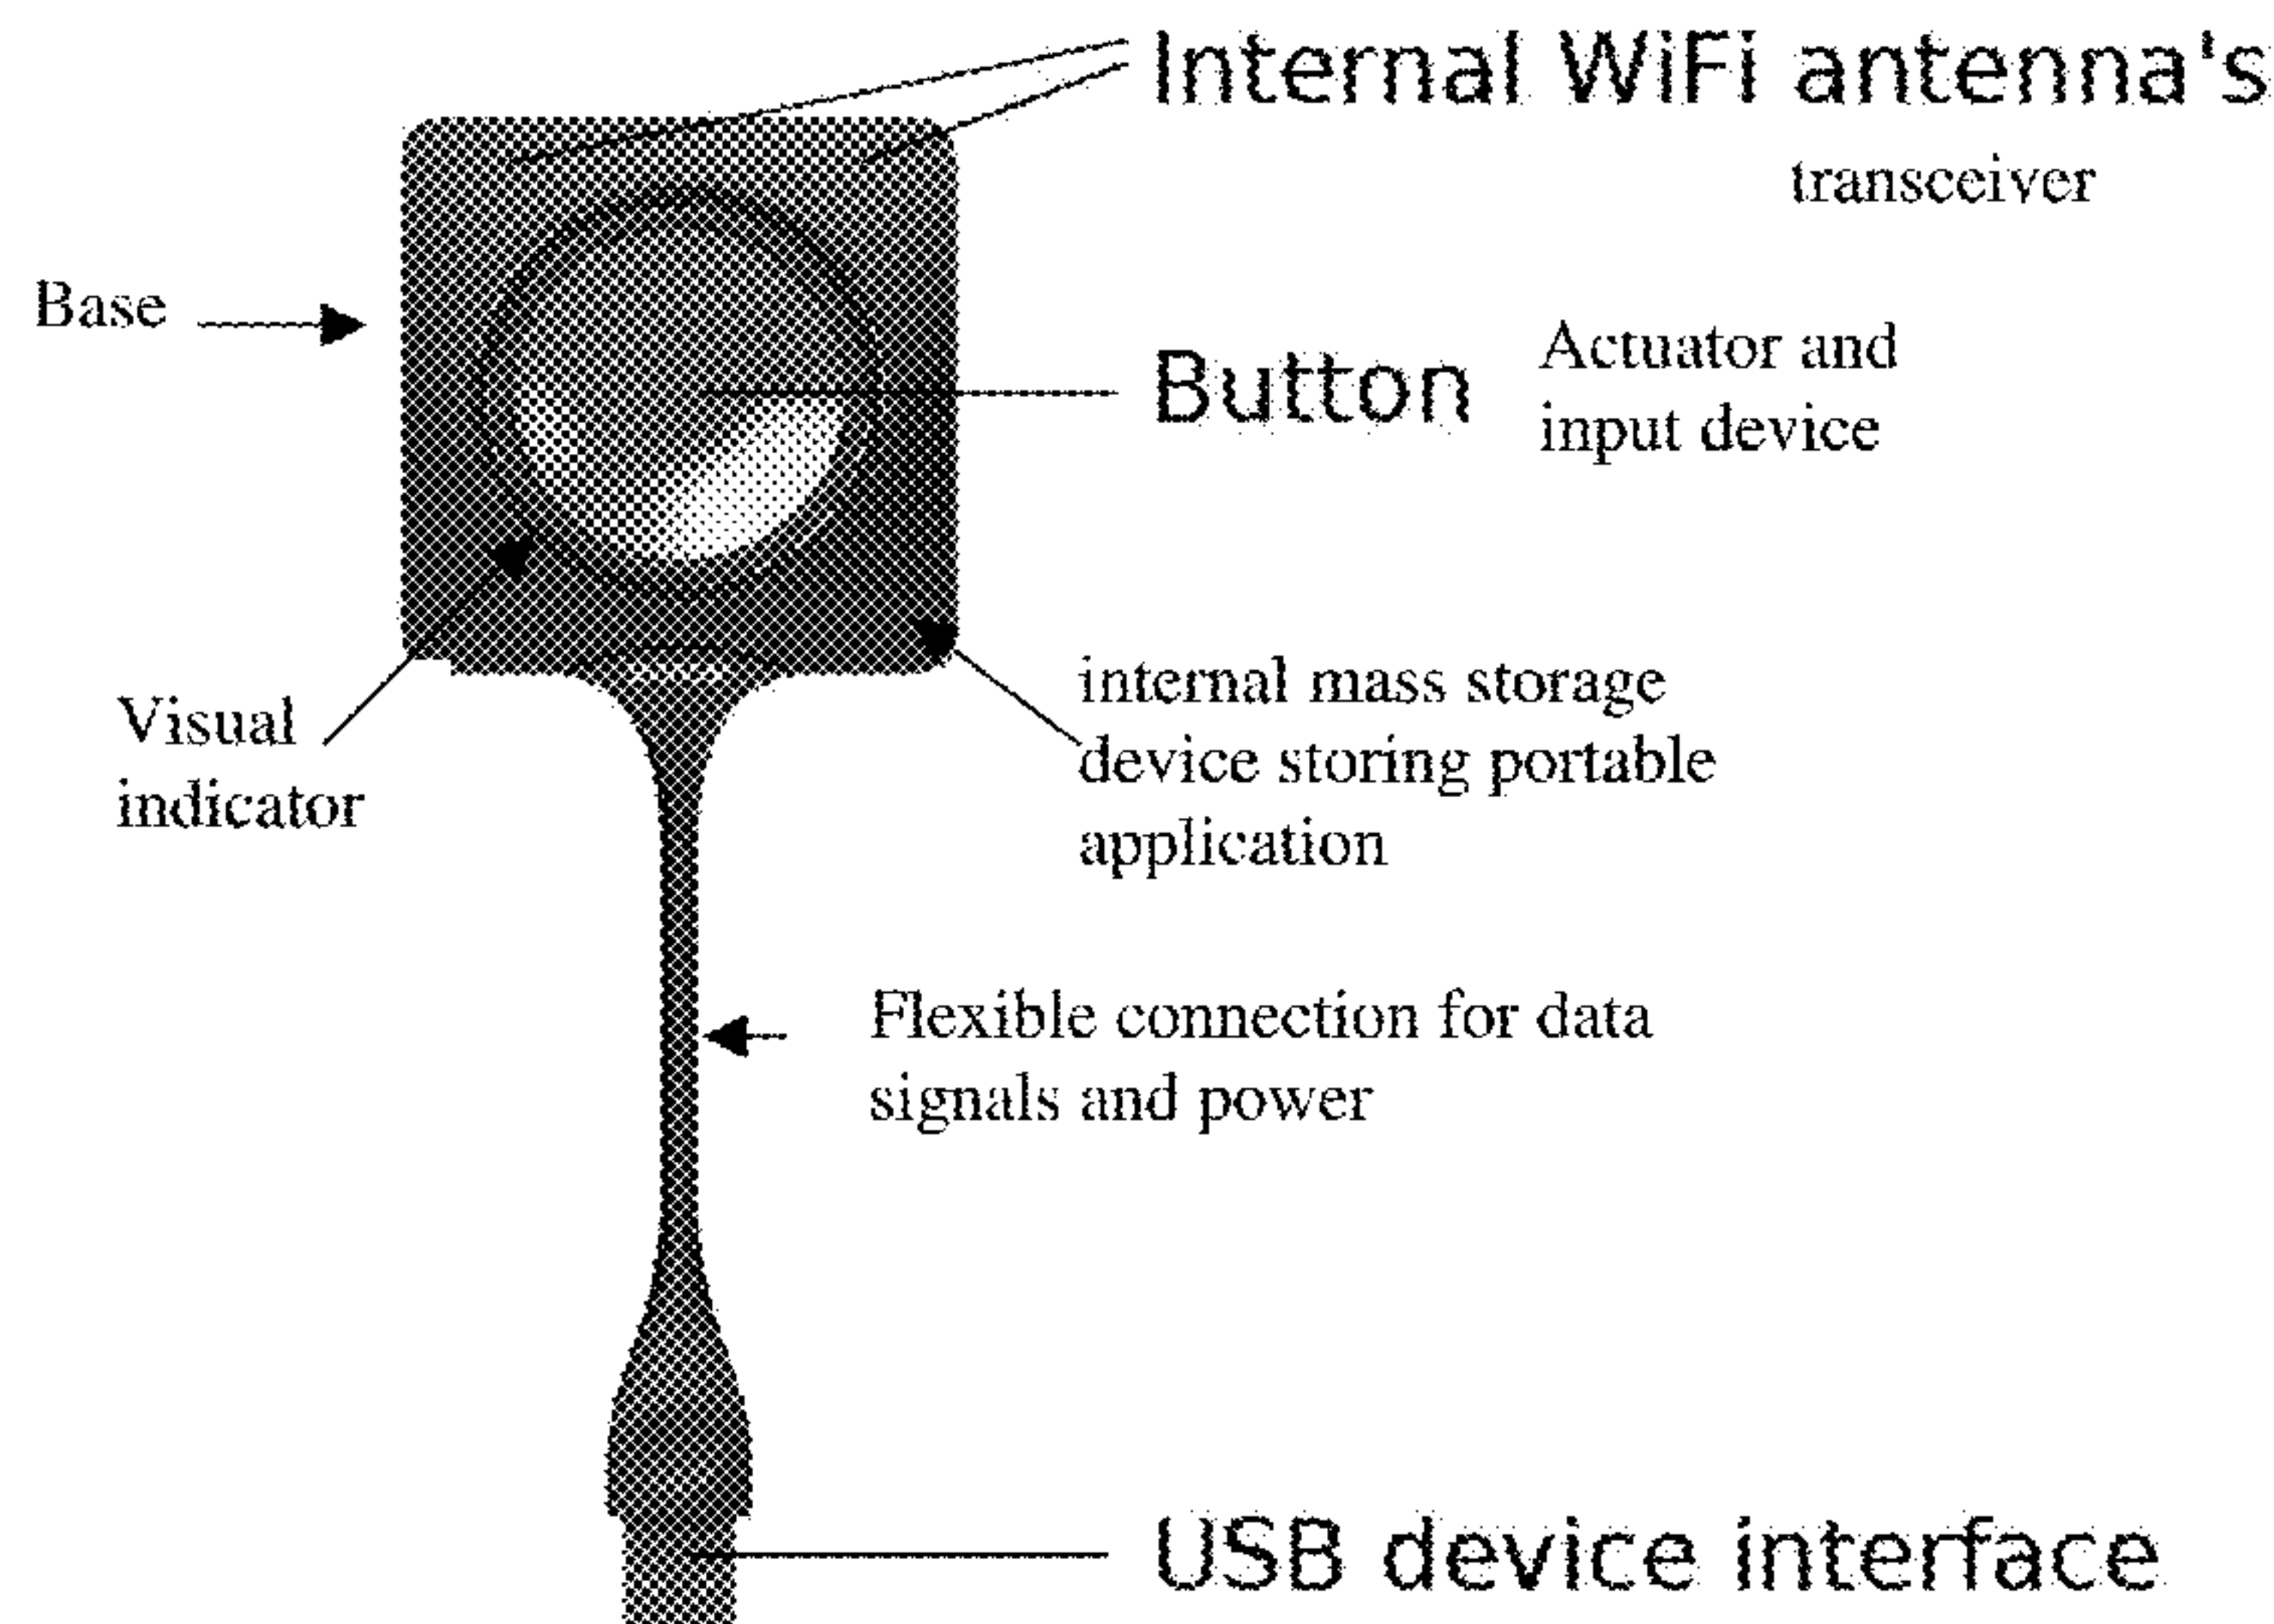 Internal WiFi antenna's
transceiver
Base
Button
Actuator and
input device
Visual
indicator
internal mass storage
device storing portable
application
Flexible connection for data
signals and power
USB device interface